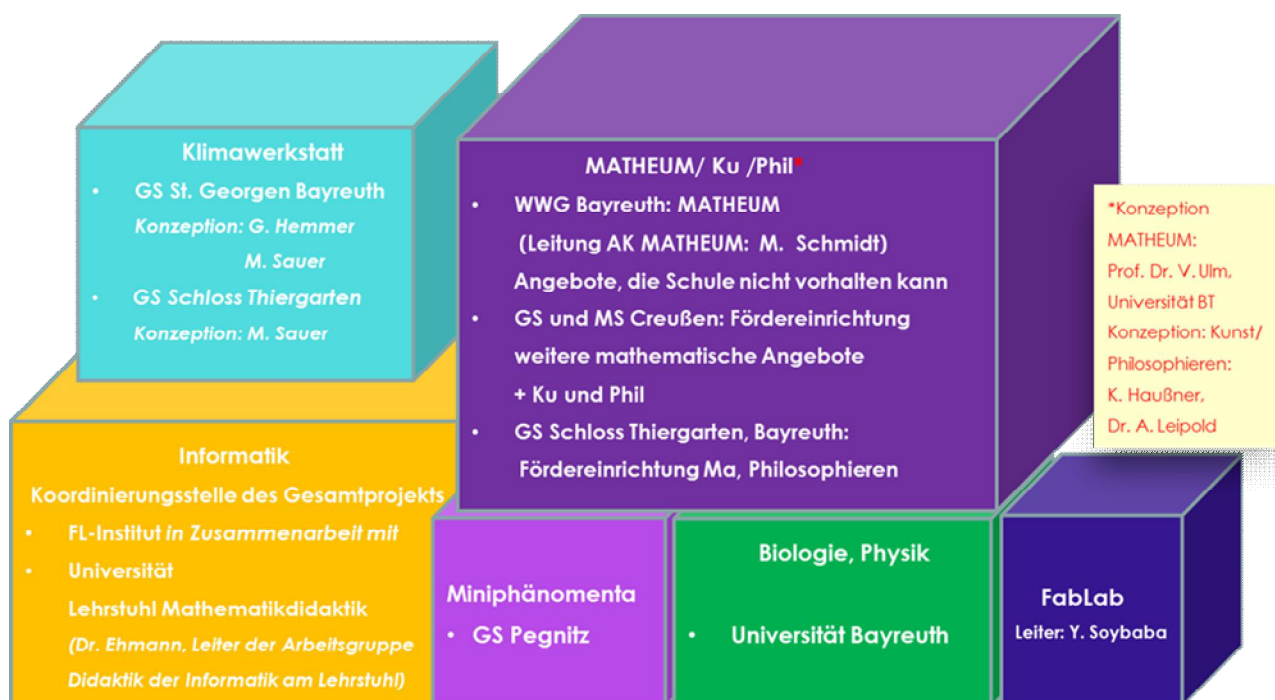 Klimawerkstatt
• GS St. Georgen Bayreuth
Konzeption: G. Hemmer
M. Sauer
• GS Schloss Thiergarten
Konzeption: M. Sauer
MATHEUM/ Ku /Phil*
• WWG Bayreuth: MATHEUM
(Leitung AK MATHEUM: M. Schmidt)
Angebote, die Schule nicht vorhalten kann
• GS und MS Creußen: Fördereinrichtung
weitere mathematische Angebote
+ Ku und Phil
• GS Schloss Thiergarten, Bayreuth:
Fördereinrichtung Ma, Philosophieren
*Konzeption
MATHEUM:
Prof. Dr. V. Ulm,
Universität BT
Konzeption: Kunst/
Philosophieren:
K. Haußner,
Dr. A. Leipold
Informatik
Koordinierungsstelle des Gesamtprojekts
• FL-Institut in Zusammenarbeit mit
• Universität
Lehrstuhl Mathematikdidaktik
(Dr. Ehmann, Leiter der Arbeitsgruppe
Didaktik der Informatik am Lehrstuhl)
Miniphänomenta
• GS Pegnitz
Biologie, Physik
• Universität Bayreuth
FabLab
Leiter: Y. Soybaba